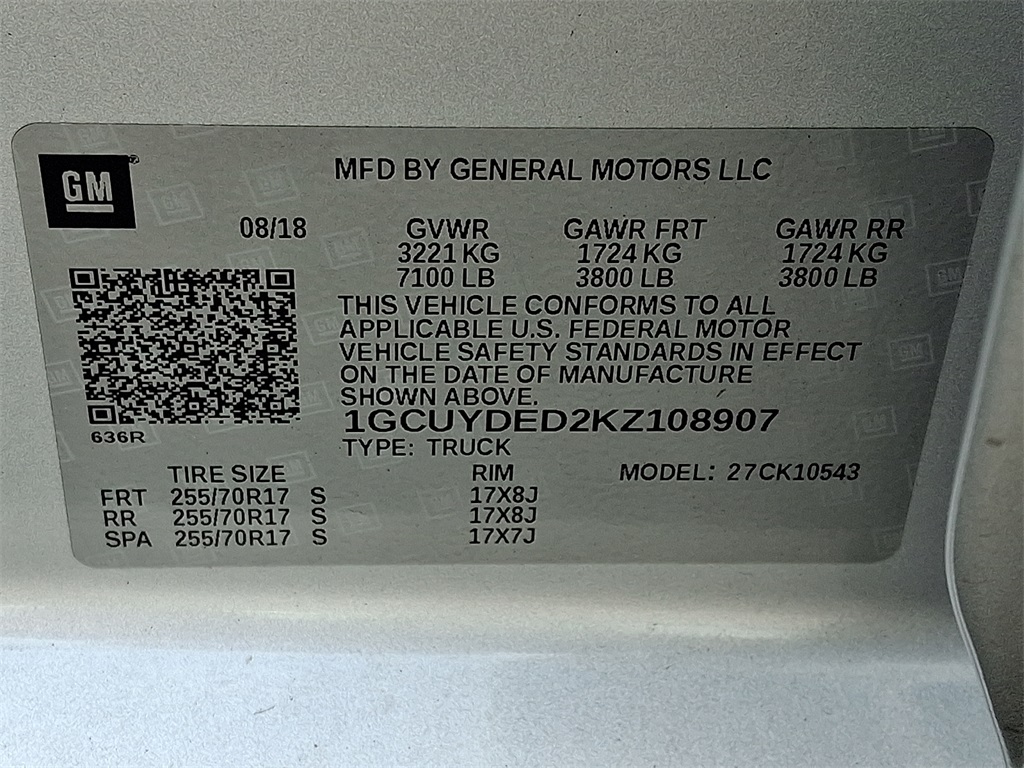 GM
MFD BY GENERAL MOTORS LLC
08/18 GVWR GAWR FRT GAWR RR
3221 KG 1724 KG 1724 KG
7100 LB 3800 LB 3800 LB
THIS VEHICLE CONFORMS TO ALL
APPLICABLE U.S. FEDERAL MOTOR
VEHICLE SAFETY STANDARDS IN EFFECT
ON THE DATE OF MANUFACTURE
SHOWN ABOVE.
1GCUYDED2KZ108907
636R
TYPE: TRUCK
TIRE SIZE RIM MODEL: 27CK10543
FRT 255/70R17 S 17X8J
RR 255/70R17 S 17X8J
SPA 255/70R17 S 17X7J